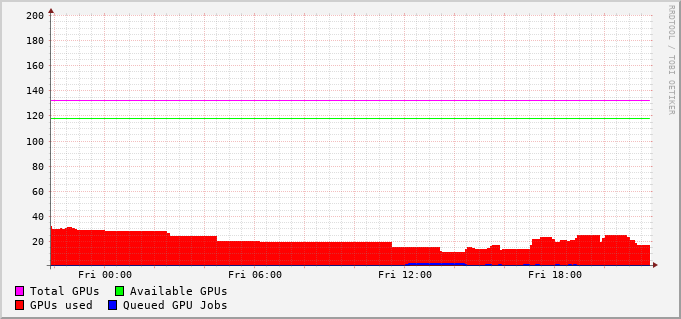 200
180
160
140
120
100
80
60
40
20
Fri 00:00 Fri 06:00 Fri 12:00 Fri 18:00
Total GPUs Available GPUs
GPUs used Queued GPU Jobs
RRDTOOL / TOBI OETIKER